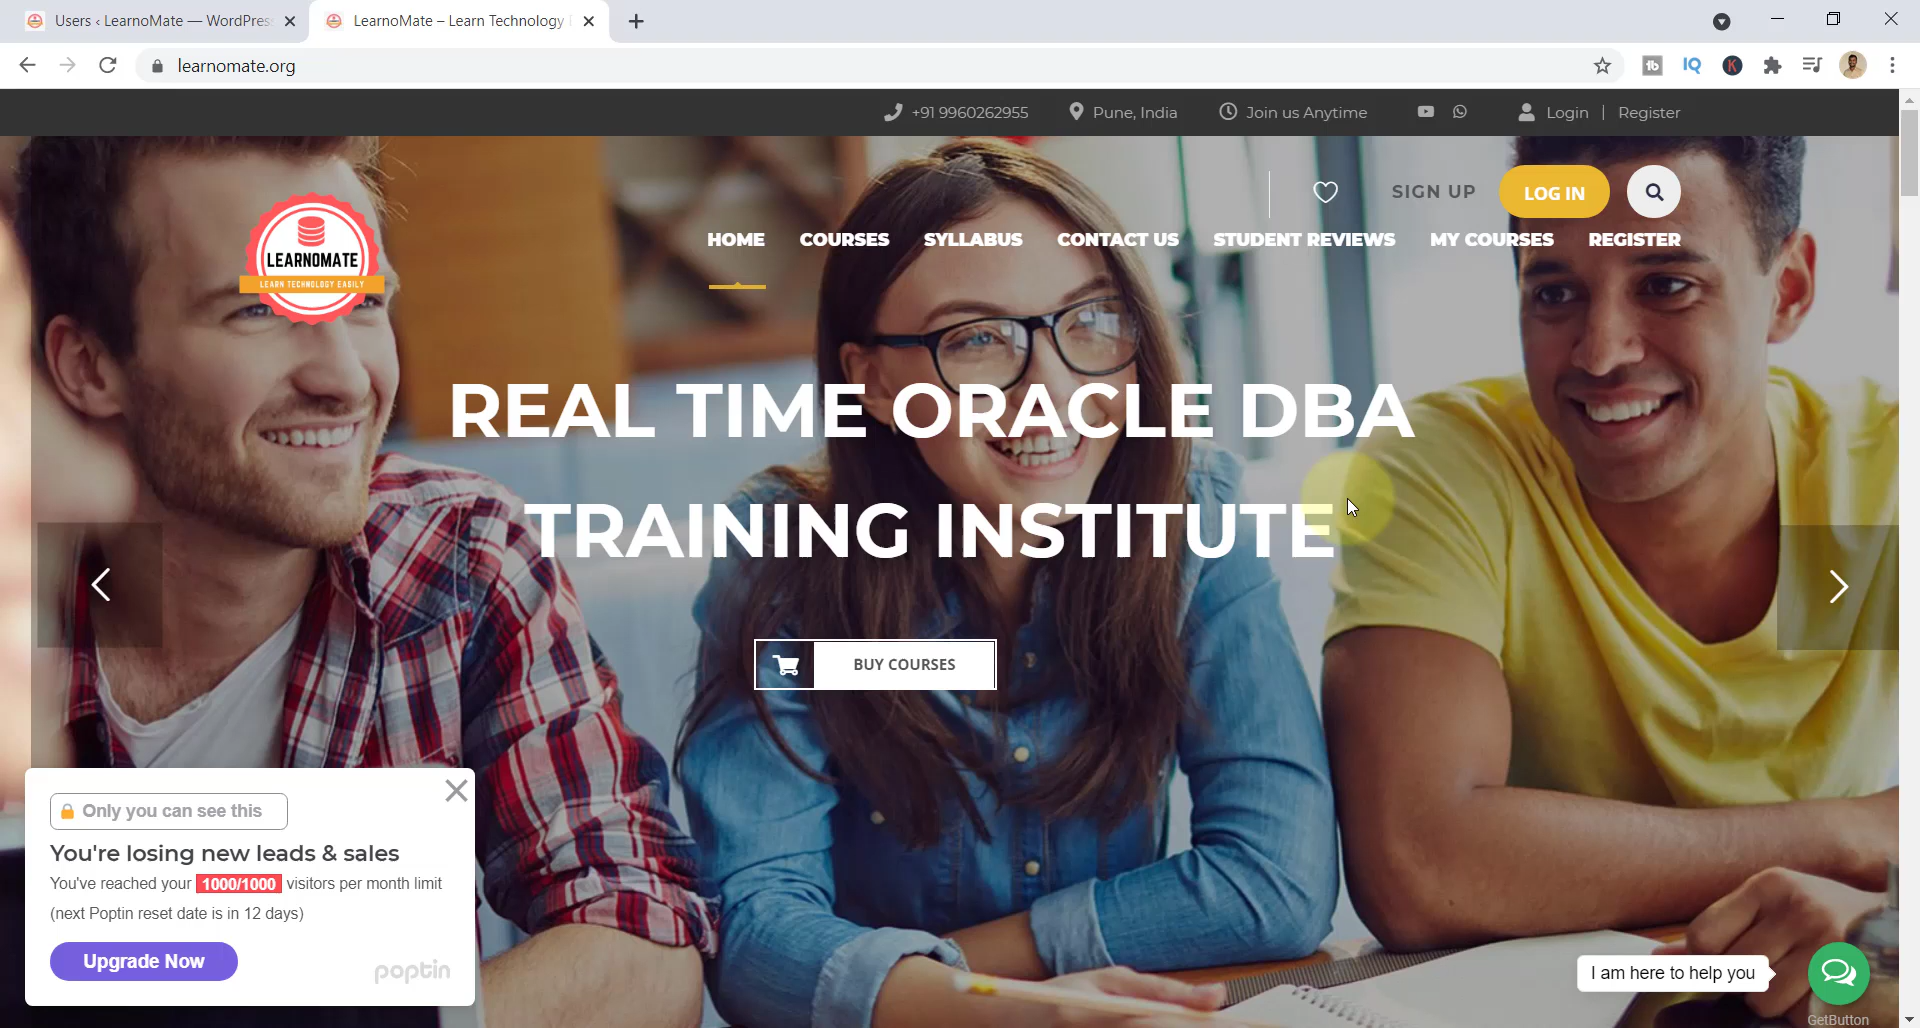 Users ‹ LearnoMate — WordPres
LearnoMate – Learn Technology
learnomate.org
+91 9960262955
Pune, India
Join us Anytime
Login | Register
SIGN UP
LOG IN
LEARNOMATE
LEARN TECHNOLOGY EASILY
HOME COURSES SYLLABUS CONTACT US STUDENT REVIEWS MY COURSES REGISTER
REAL TIME ORACLE DBA
TRAINING INSTITUTE
BUY COURSES
Only you can see this
You're losing new leads & sales
You've reached your 1000/1000 visitors per month limit
(next Poptin reset date is in 12 days)
Upgrade Now
poptin
I am here to help you
GetButton